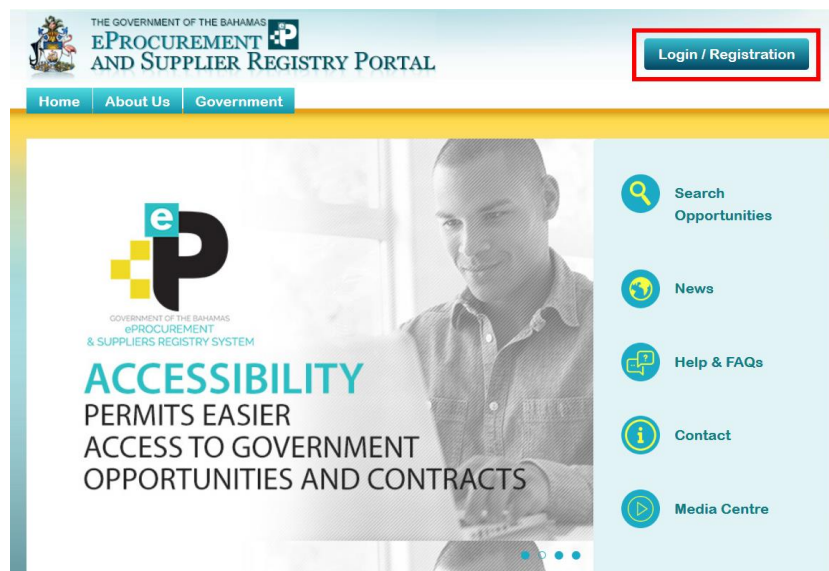 THE GOVERNMENT OF THE BAHAMAS
EPROCUREMENT eP
AND SUPPLIER REGISTRY PORTAL
Login / Registration
Home
About Us
Government
eP
GOVERNMENT OF THE BAHAMAS
ePROCUREMENT
& SUPPLIERS REGISTRY SYSTEM
ACCESSIBILITY
PERMITS EASIER
ACCESS TO GOVERNMENT
OPPORTUNITIES AND CONTRACTS
Search
Opportunities
News
Help & FAQs
Contact
Media Centre